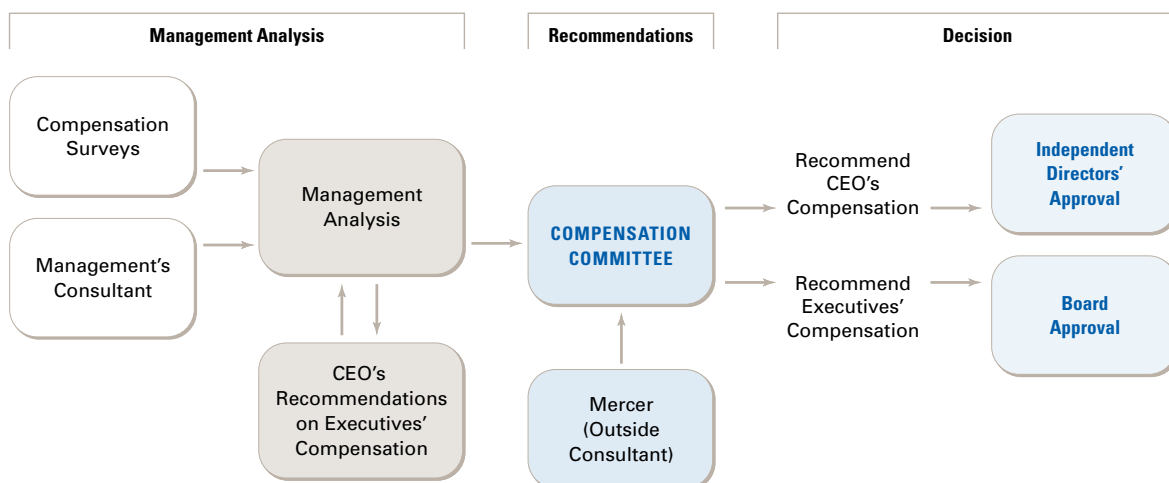 Management Analysis
Recommendations
Decision
Compensation
Surveys
Management's
Consultant
Management
Analysis
CEO's
Recommendations
on Executives'
Compensation
COMPENSATION
COMMITTEE
Mercer
(Outside
Consultant)
Recommend
CEO's
Compensation
Recommend
Executives'
Compensation
Independent
Directors'
Approval
Board
Approval